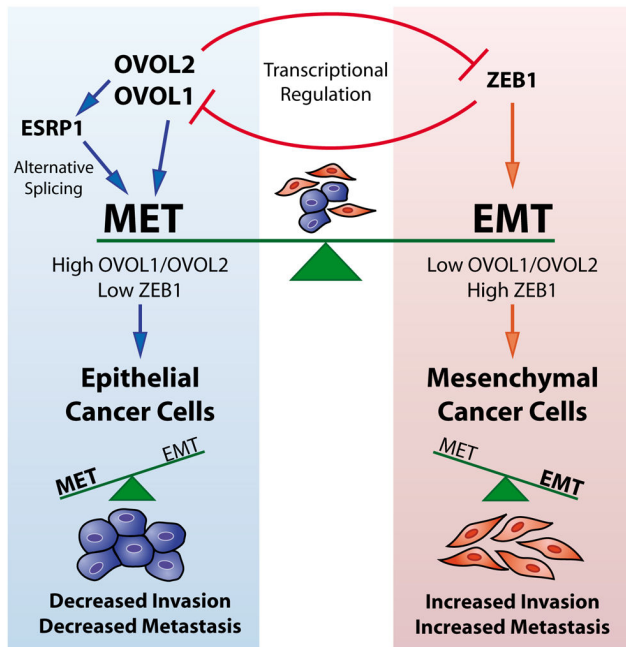 OVOL2
OVOL1
Transcriptional
Regulation
ZEB1
ESRP1
Alternative
Splicing
MET
EMT
High OVOL1/OVOL2
Low ZEB1
Low OVOL1/OVOL2
High ZEB1
Epithelial
Cancer Cells
Mesenchymal
Cancer Cells
MET
EMT
MET
EMT
Decreased Invasion
Decreased Metastasis
Increased Invasion
Increased Metastasis